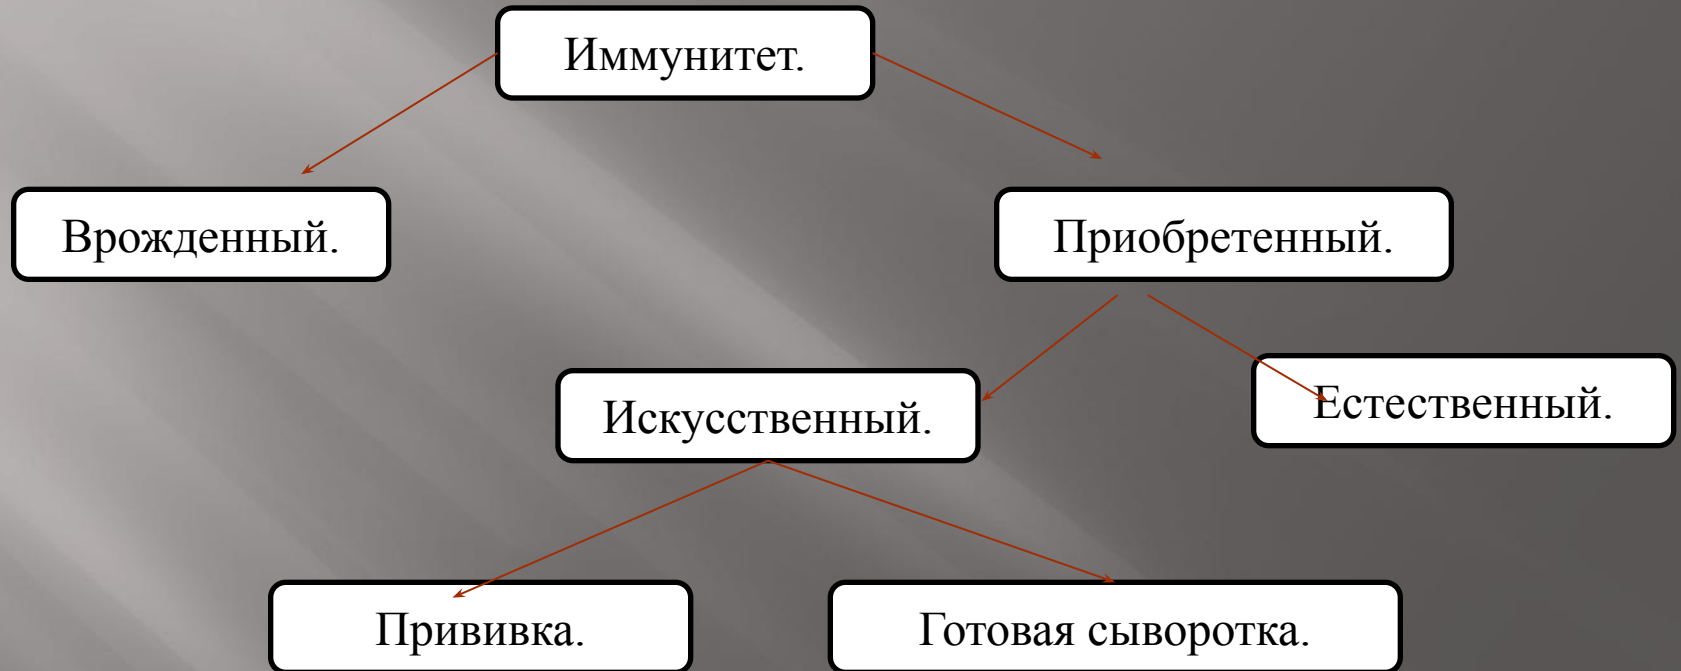 Иммунитет.
Врожденный.
Приобретенный.
Искусственный.
Естественный.
Прививка.
Готовая сыворотка.